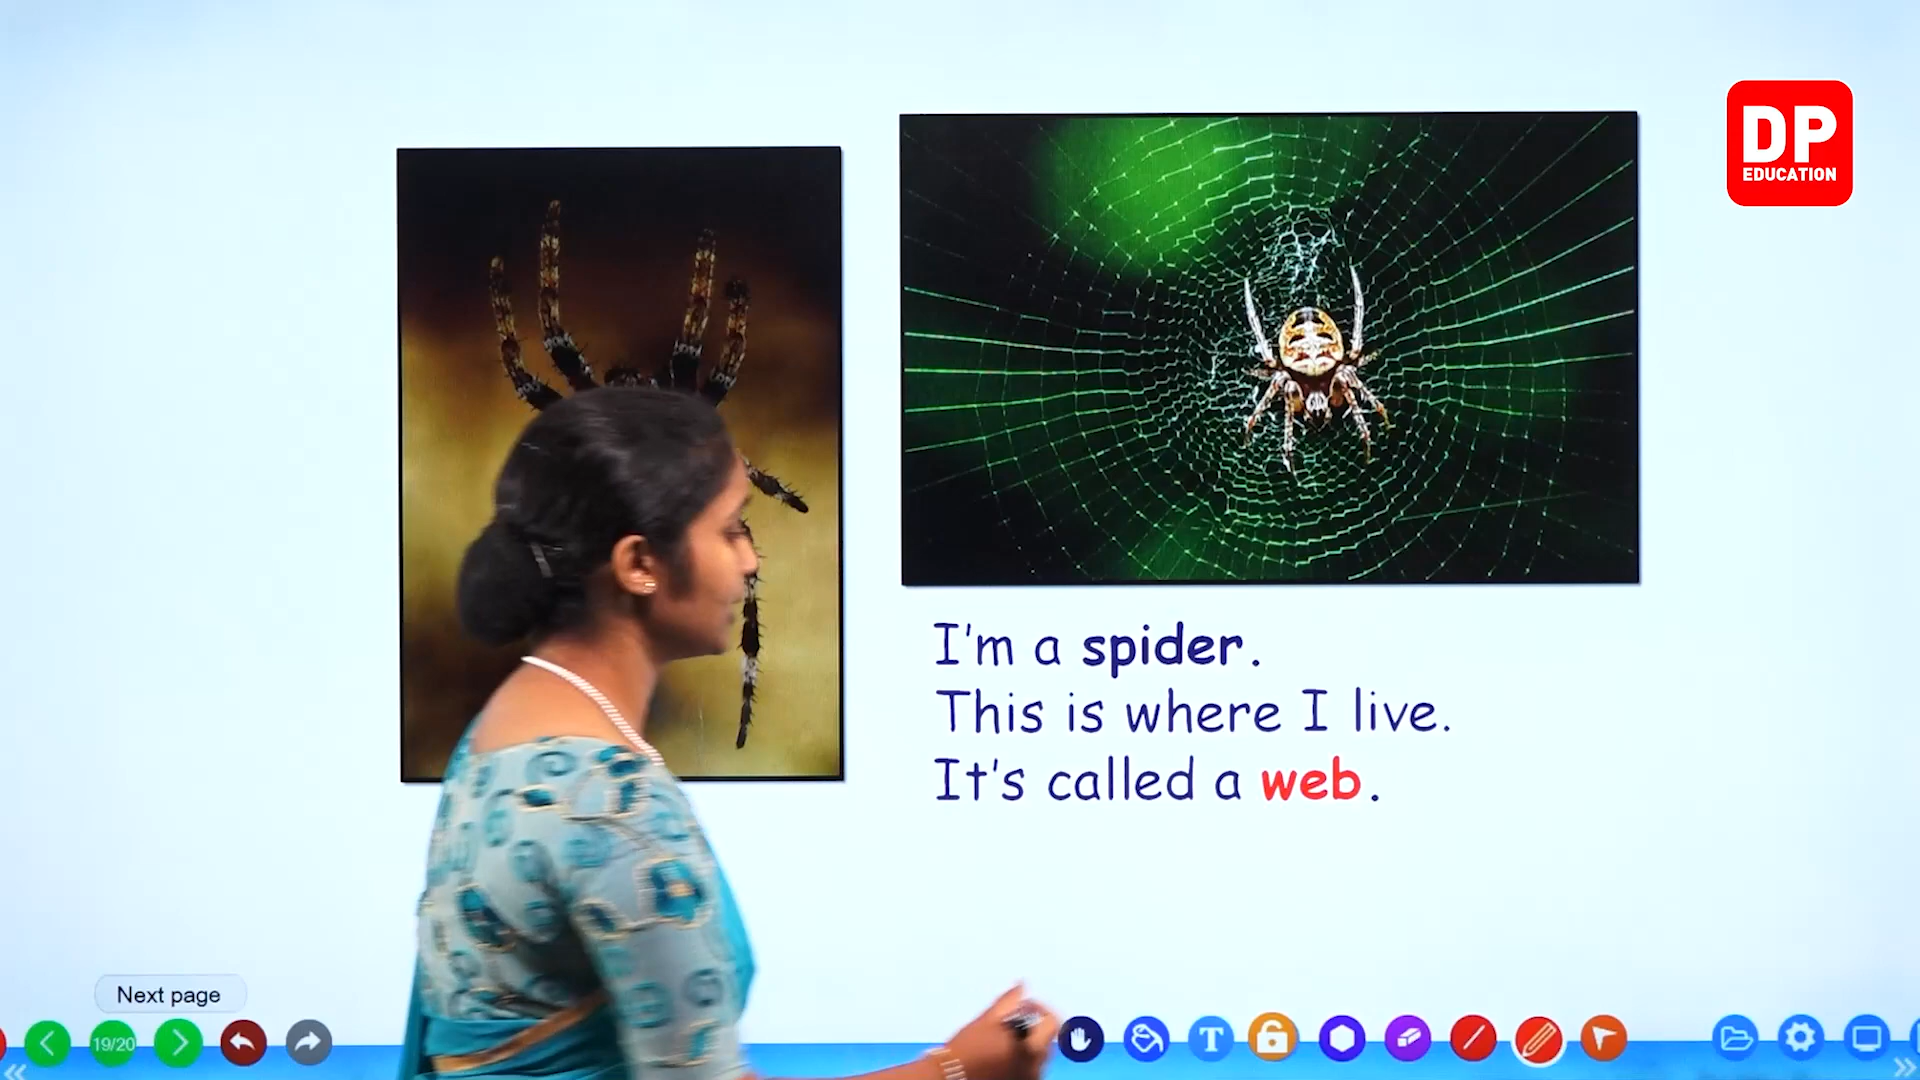 DP
EDUCATION
I'm a spider.
This is where I live.
It's called a web.
Next page
19/20
T